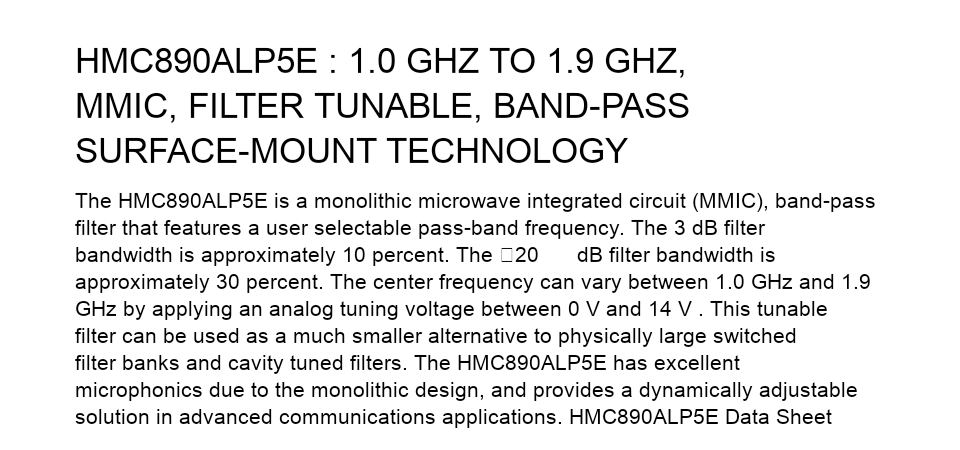 HMC890ALP5E : 1.0 GHZ TO 1.9 GHZ,
MMIC, FILTER TUNABLE, BAND-PASS
SURFACE-MOUNT TECHNOLOGY
The HMC890ALP5E is a monolithic microwave integrated circuit (MMIC), band-pass
filter that features a user selectable pass-band frequency. The 3 dB filter
bandwidth is approximately 10 percent. The □20 dB filter bandwidth is
approximately 30 percent. The center frequency can vary between 1.0 GHz and 1.9
GHz by applying an analog tuning voltage between 0 V and 14 V . This tunable
filter can be used as a much smaller alternative to physically large switched
filter banks and cavity tuned filters. The HMC890ALP5E has excellent
microphonics due to the monolithic design, and provides a dynamically adjustable
solution in advanced communications applications. HMC890ALP5E Data Sheet